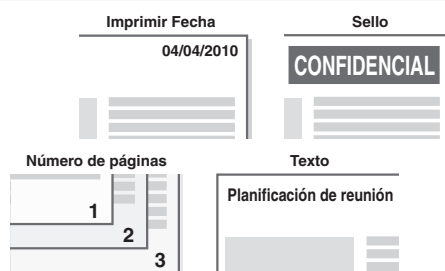 Imprimir Fecha
04/04/2010
Sello
CONFIDENCIAL
Número de páginas
1
2
3
Texto
Planificación de reunión